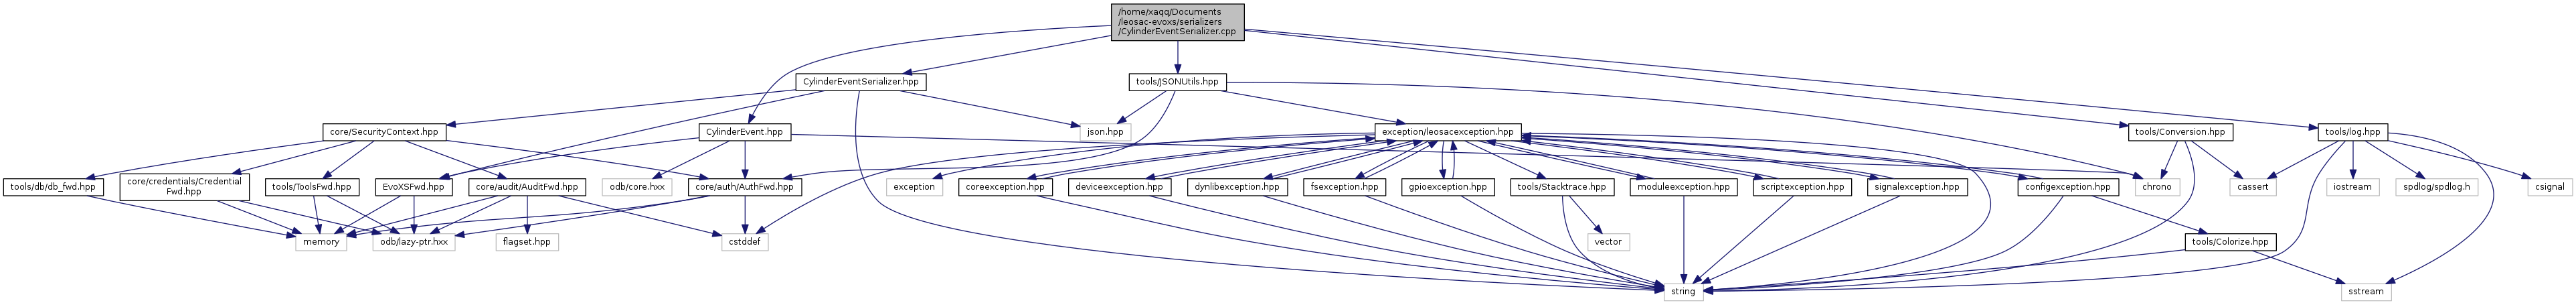 /home/xaqq/Documents
/leosac-evoxs/serializers
/CylinderEventSerializer.cpp
CylinderEventSerializer.hpp
tools/JSONUtils.hpp
core/SecurityContext.hpp
CylinderEvent.hpp
json.hpp
exception/leosacexception.hpp
tools/Conversion.hpp
tools/log.hpp
tools/db/db_fwd.hpp
core/credentials/Credential
Fwd.hpp
tools/ToolsFwd.hpp
EvoXSFwd.hpp
core/audit/AuditFwd.hpp
odb/core.hxx
core/auth/AuthFwd.hpp
exception
coreexception.hpp
deviceexception.hpp
dynlibexception.hpp
fsexception.hpp
gpioexception.hpp
tools/Stacktrace.hpp
moduleexception.hpp
scriptexception.hpp
signalexception.hpp
configexception.hpp
chrono
cassert
iostream
spdlog/spdlog.h
csignal
memory
odb/lazy-ptr.hxx
flagset.hpp
cstddef
vector
tools/Colorize.hpp
string
sstream